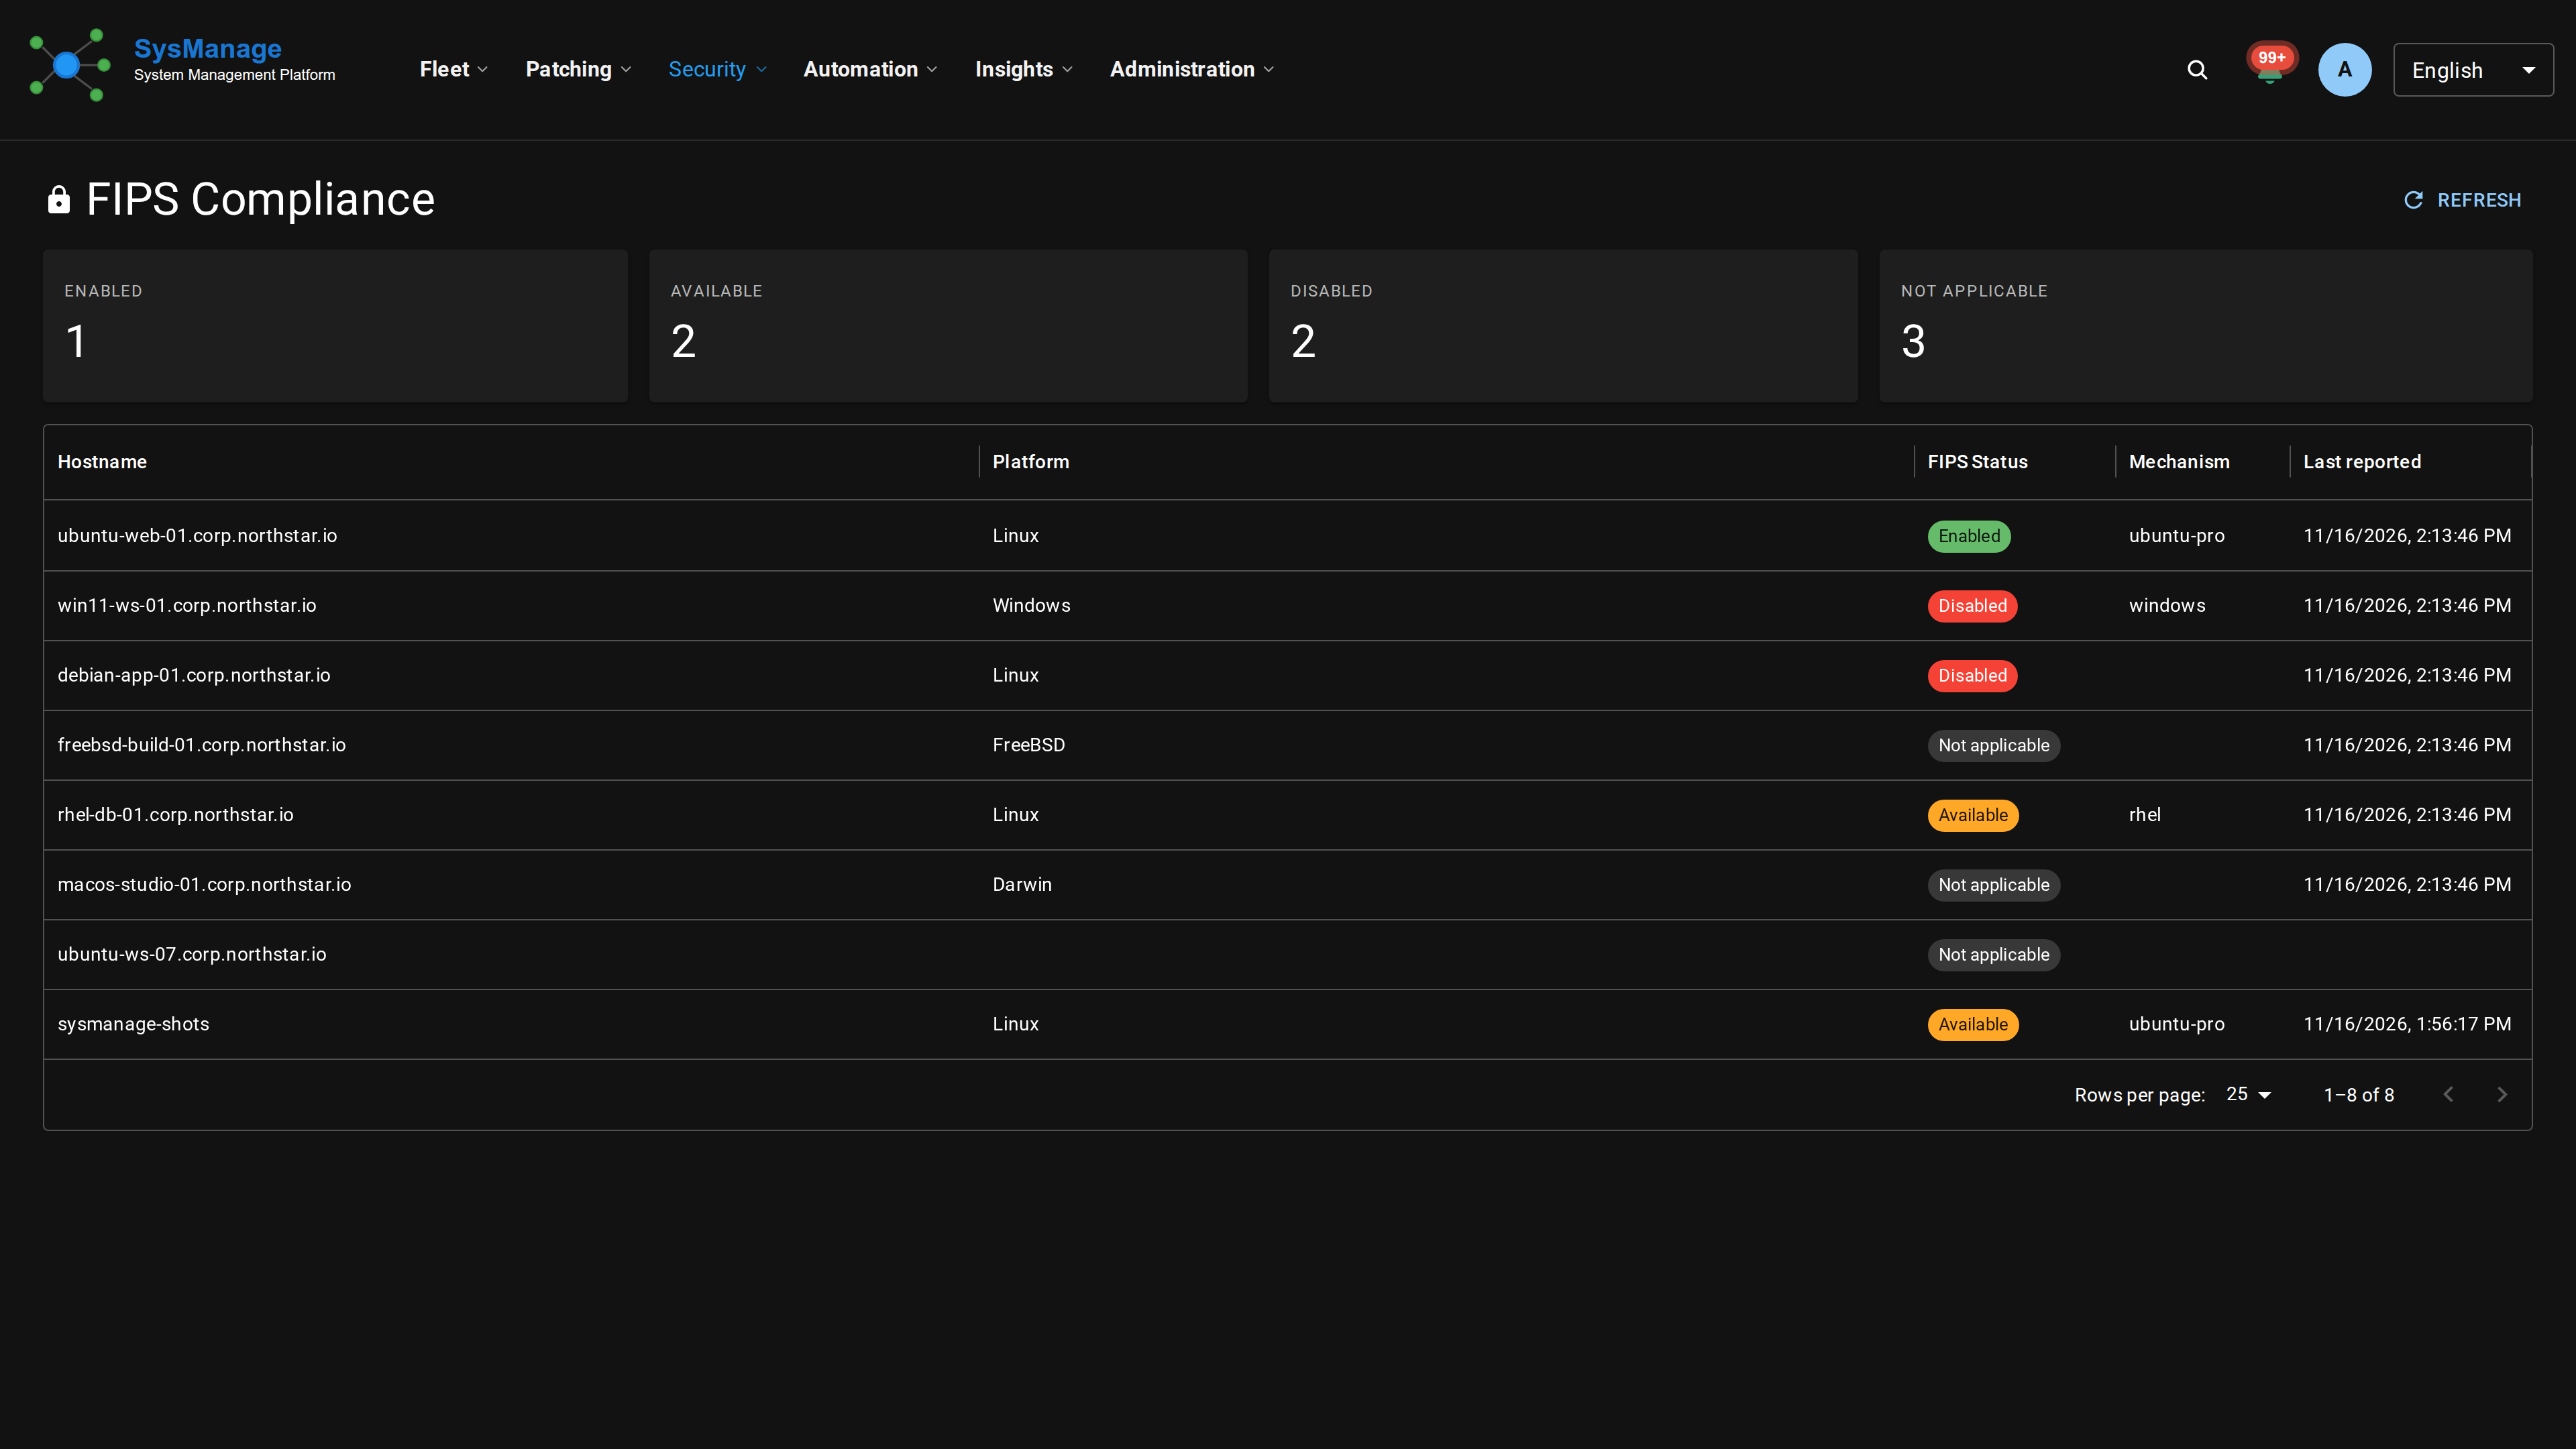 SysManage
System Management Platform
Fleet Patching Security Automation Insights Administration
99+
A
English
FIPS Compliance
REFRESH
ENABLED
1
AVAILABLE
2
DISABLED
2
NOT APPLICABLE
3
Hostname Platform FIPS Status Mechanism Last reported
ubuntu-web-01.corp.northstar.io Linux Enabled ubuntu-pro 11/16/2026, 2:13:46 PM
win11-ws-01.corp.northstar.io Windows Disabled windows 11/16/2026, 2:13:46 PM
debian-app-01.corp.northstar.io Linux Disabled 11/16/2026, 2:13:46 PM
freebsd-build-01.corp.northstar.io FreeBSD Not applicable 11/16/2026, 2:13:46 PM
rhel-db-01.corp.northstar.io Linux Available rhel 11/16/2026, 2:13:46 PM
macos-studio-01.corp.northstar.io Darwin Not applicable 11/16/2026, 2:13:46 PM
ubuntu-ws-07.corp.northstar.io Not applicable
sysmanage-shots Linux Available ubuntu-pro 11/16/2026, 1:56:17 PM
Rows per page: 25 1–8 of 8